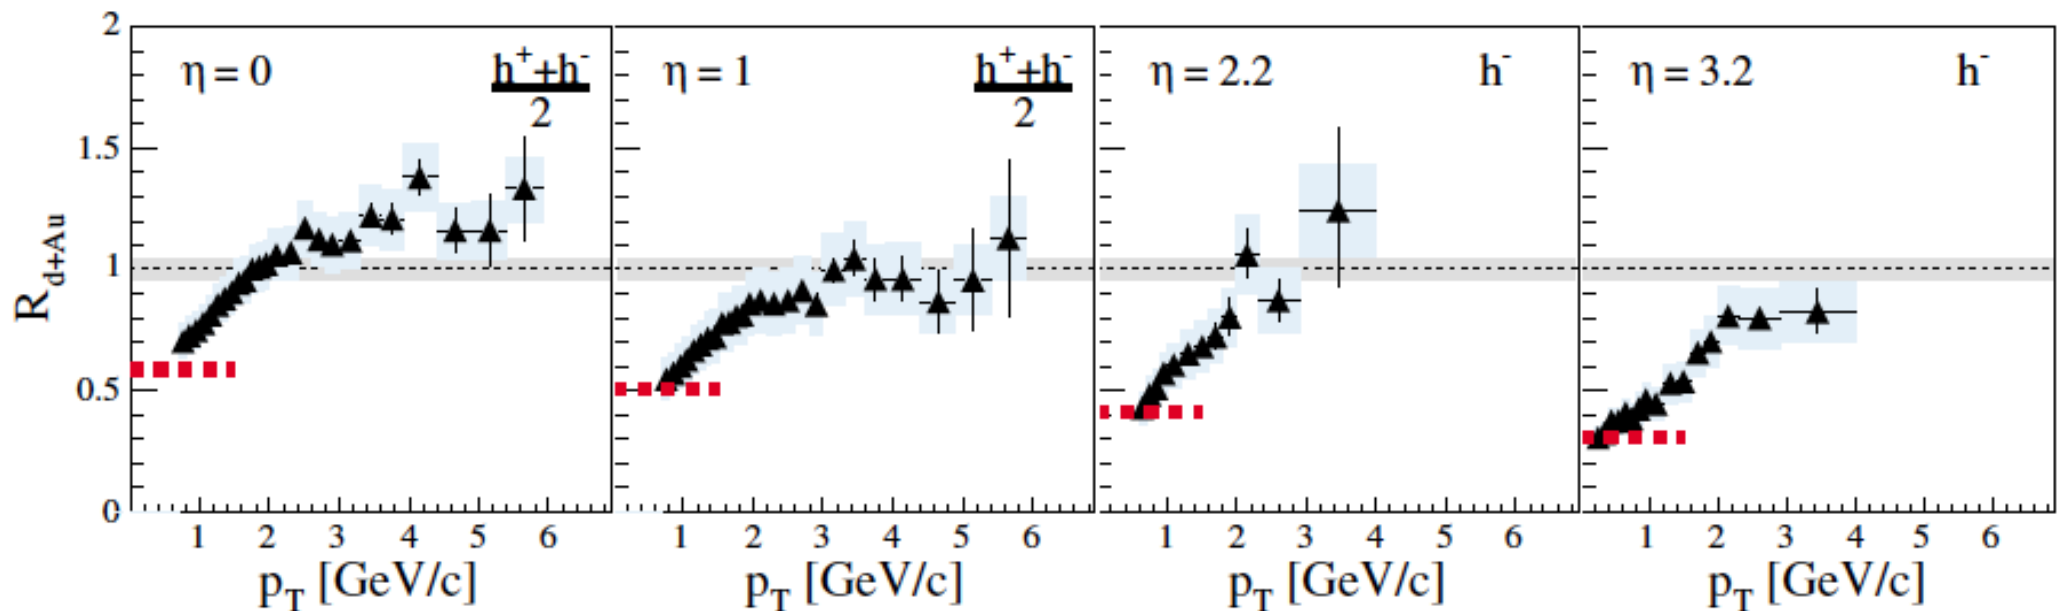 2
η = 0
h⁺+h⁻
2
η = 1
h⁺+h⁻
2
η = 2.2
h⁻
η = 3.2
h⁻
1.5
1
0.5
0
R_{d+Au}
1 2 3 4 5 6
1 2 3 4 5 6
1 2 3 4 5 6
1 2 3 4 5 6
p_T [GeV/c]
p_T [GeV/c]
p_T [GeV/c]
p_T [GeV/c]